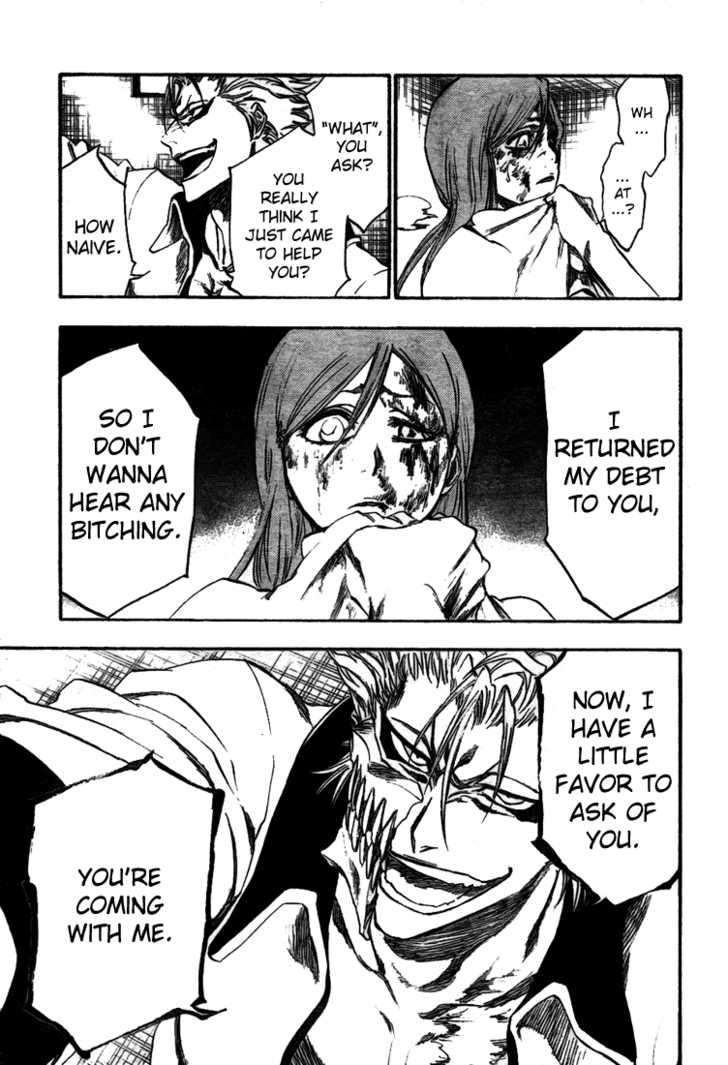 WH
...
...
AT
...?
"WHAT",
YOU
ASK?
YOU
REALLY
THINK I
JUST CAME
TO HELP
YOU?
HOW
NAIVE.
I
RETURNED
MY DEBT
TO YOU,
SO I
DON'T
WANNA
HEAR ANY
BITCHING.
NOW, I
HAVE A
LITTLE
FAVOR TO
ASK OF
YOU.
YOU'RE
COMING
WITH ME.